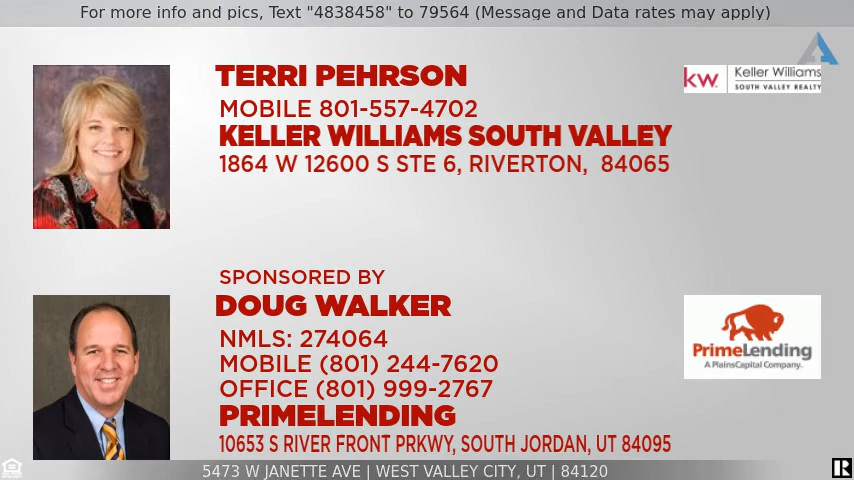 For more info and pics, Text "4838458" to 79564 (Message and Data rates may apply)
TERRI PEHRSON
MOBILE 801-557-4702
KELLER WILLIAMS SOUTH VALLEY
1864 W 12600 S STE 6, RIVERTON, 84065
kw. Keller Williams
SOUTH VALLEY REALTY
SPONSORED BY
DOUG WALKER
NMLS: 274064
MOBILE (801) 244-7620
OFFICE (801) 999-2767
PRIMELENDING
10653 S RIVER FRONT PRKWY, SOUTH JORDAN, UT 84095
PrimeLending
A PlainsCapital Company.
5473 W JANETTE AVE | WEST VALLEY CITY, UT | 84120